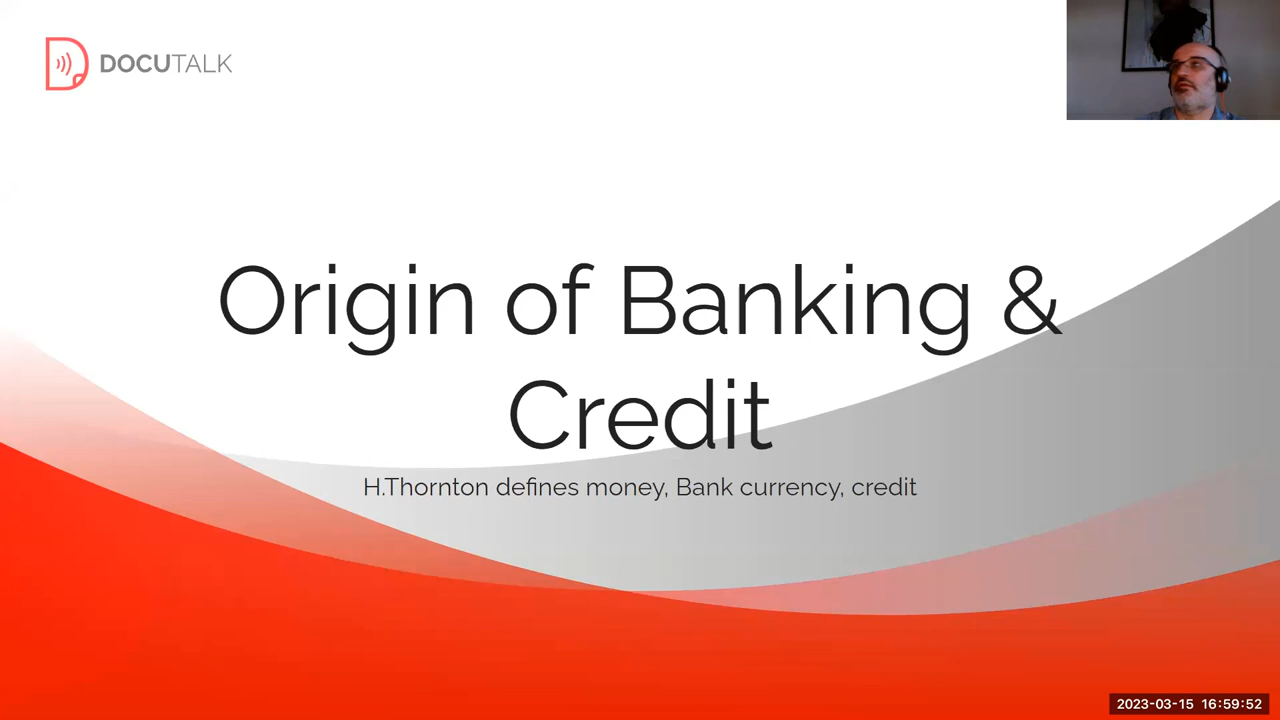 DOCUTALK
Origin of Banking &
Credit
H.Thornton defines money, Bank currency, credit
2023-03-15 16:59:52